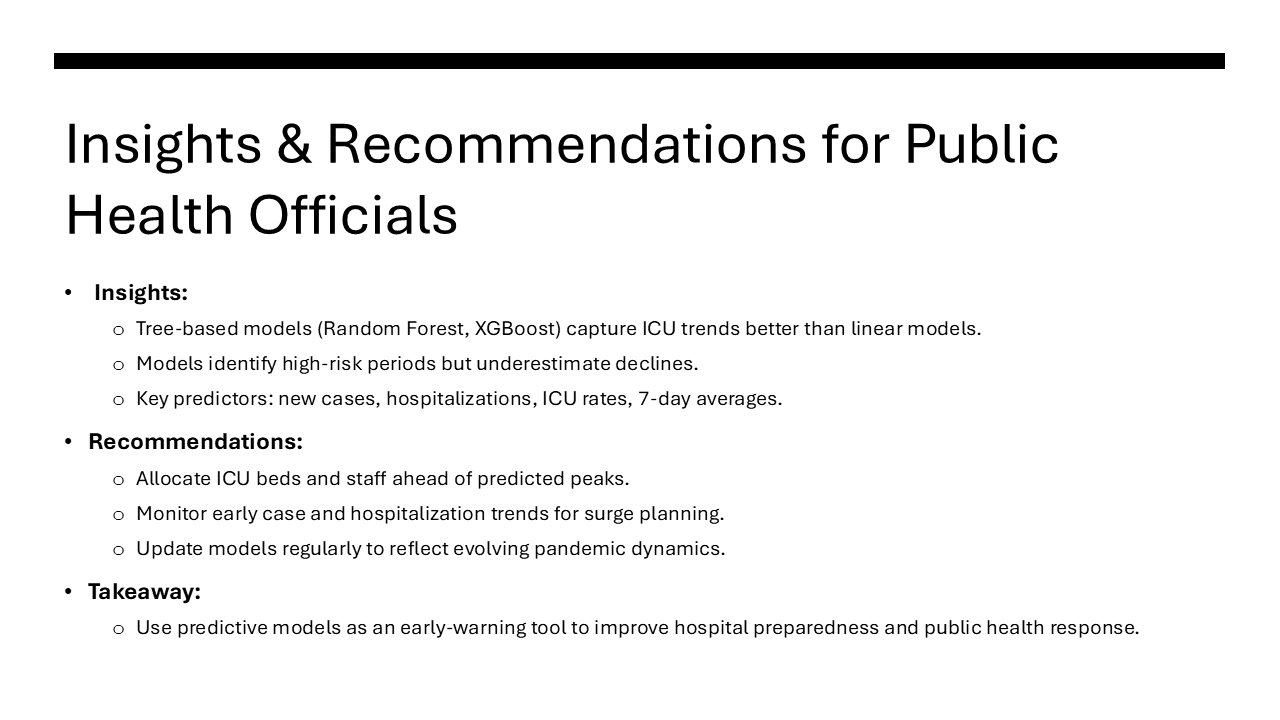 Insights & Recommendations for Public
Health Officials
• Insights:
o Tree-based models (Random Forest, XGBoost) capture ICU trends better than linear models.
o Models identify high-risk periods but underestimate declines.
o Key predictors: new cases, hospitalizations, ICU rates, 7-day averages.
• Recommendations:
o Allocate ICU beds and staff ahead of predicted peaks.
o Monitor early case and hospitalization trends for surge planning.
o Update models regularly to reflect evolving pandemic dynamics.
• Takeaway:
o Use predictive models as an early-warning tool to improve hospital preparedness and public health response.